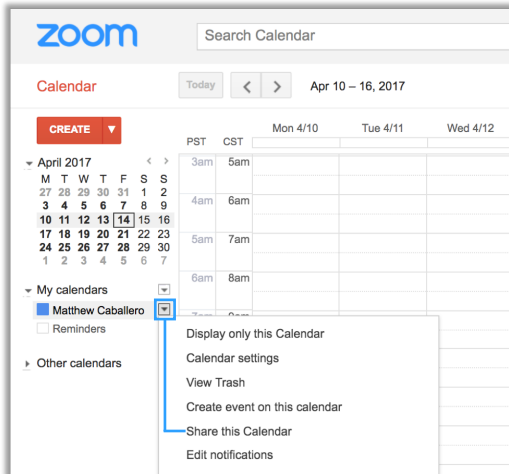 zoom
Search Calendar
Calendar
Today
Apr 10 – 16, 2017
CREATE
PST CST Mon 4/10 Tue 4/11 Wed 4/12
April 2017
M T W T F S S
27 28 29 30 31 1 2
3 4 5 6 7 8 9
10 11 12 13 14 15 16
17 18 19 20 21 22 23
24 25 26 27 28 29 30
1 2 3 4 5 6 7
3am 5am
4am 6am
5am 7am
6am 8am
7am 9am
My calendars
Matthew Caballero
Reminders
Other calendars
Display only this Calendar
Calendar settings
View Trash
Create event on this calendar
Share this Calendar
Edit notifications